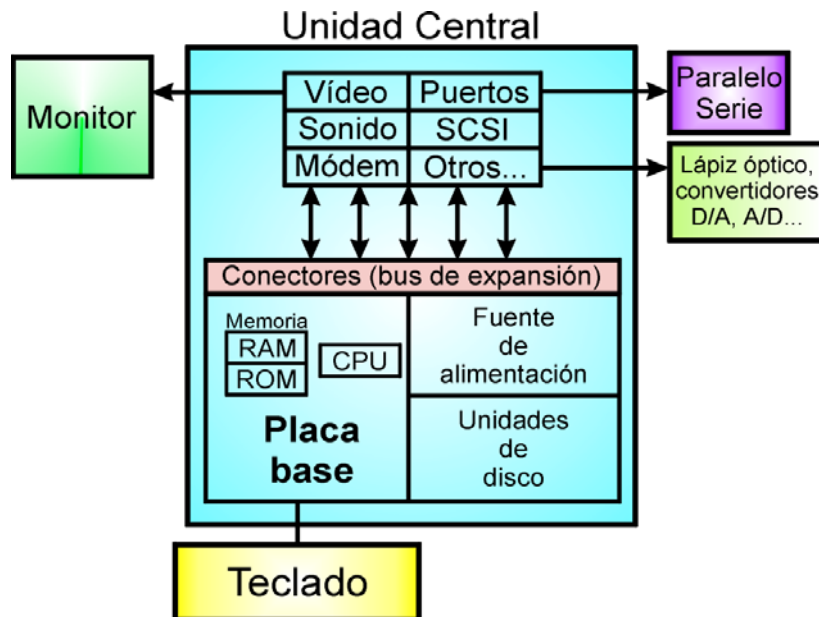 Unidad Central
Monitor
Vídeo
Puertos
Sonido
SCSI
Módem
Otros...
Paralelo
Serie
Lápiz óptico,
convertidores
D/A, A/D...
Conectores (bus de expansión)
Memoria
RAM
ROM
CPU
Placa
base
Fuente
de
alimentación
Unidades
de
disco
Teclado